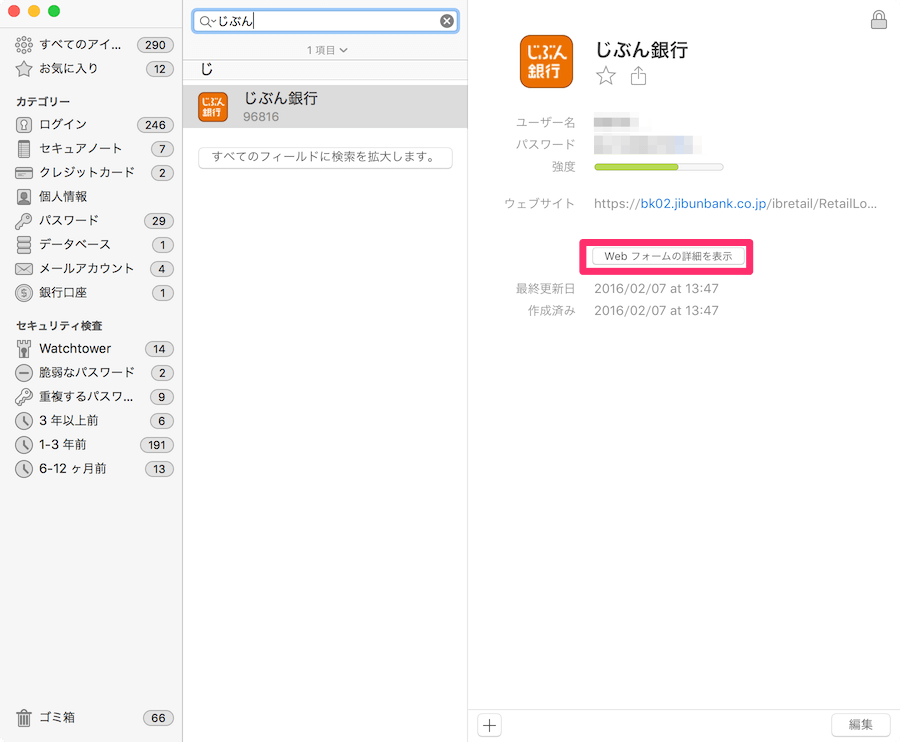 すべてのアイ... 290
お気に入り 12
カテゴリー
ログイン 246
セキュアノート 7
クレジットカード 2
個人情報
パスワード 29
データベース 1
メールアカウント 4
銀行口座 1
セキュリティ検査
Watchtower 14
脆弱なパスワード 2
重複するパスワ... 9
3 年以上前 6
1-3 年前 191
6-12 ヶ月前 13
ゴミ箱 66
じぶん
1 項目
じ
じぶん銀行
じぶん銀行
96816
すべてのフィールドに検索を拡大します。
じぶん銀行
じぶん銀行
ユーザー名
パスワード
強度
ウェブサイト https://bk02.jibunbank.co.jp/ibretail/RetailLo...
Web フォームの詳細を表示
最終更新日 2016/02/07 at 13:47
作成済み 2016/02/07 at 13:47
編集